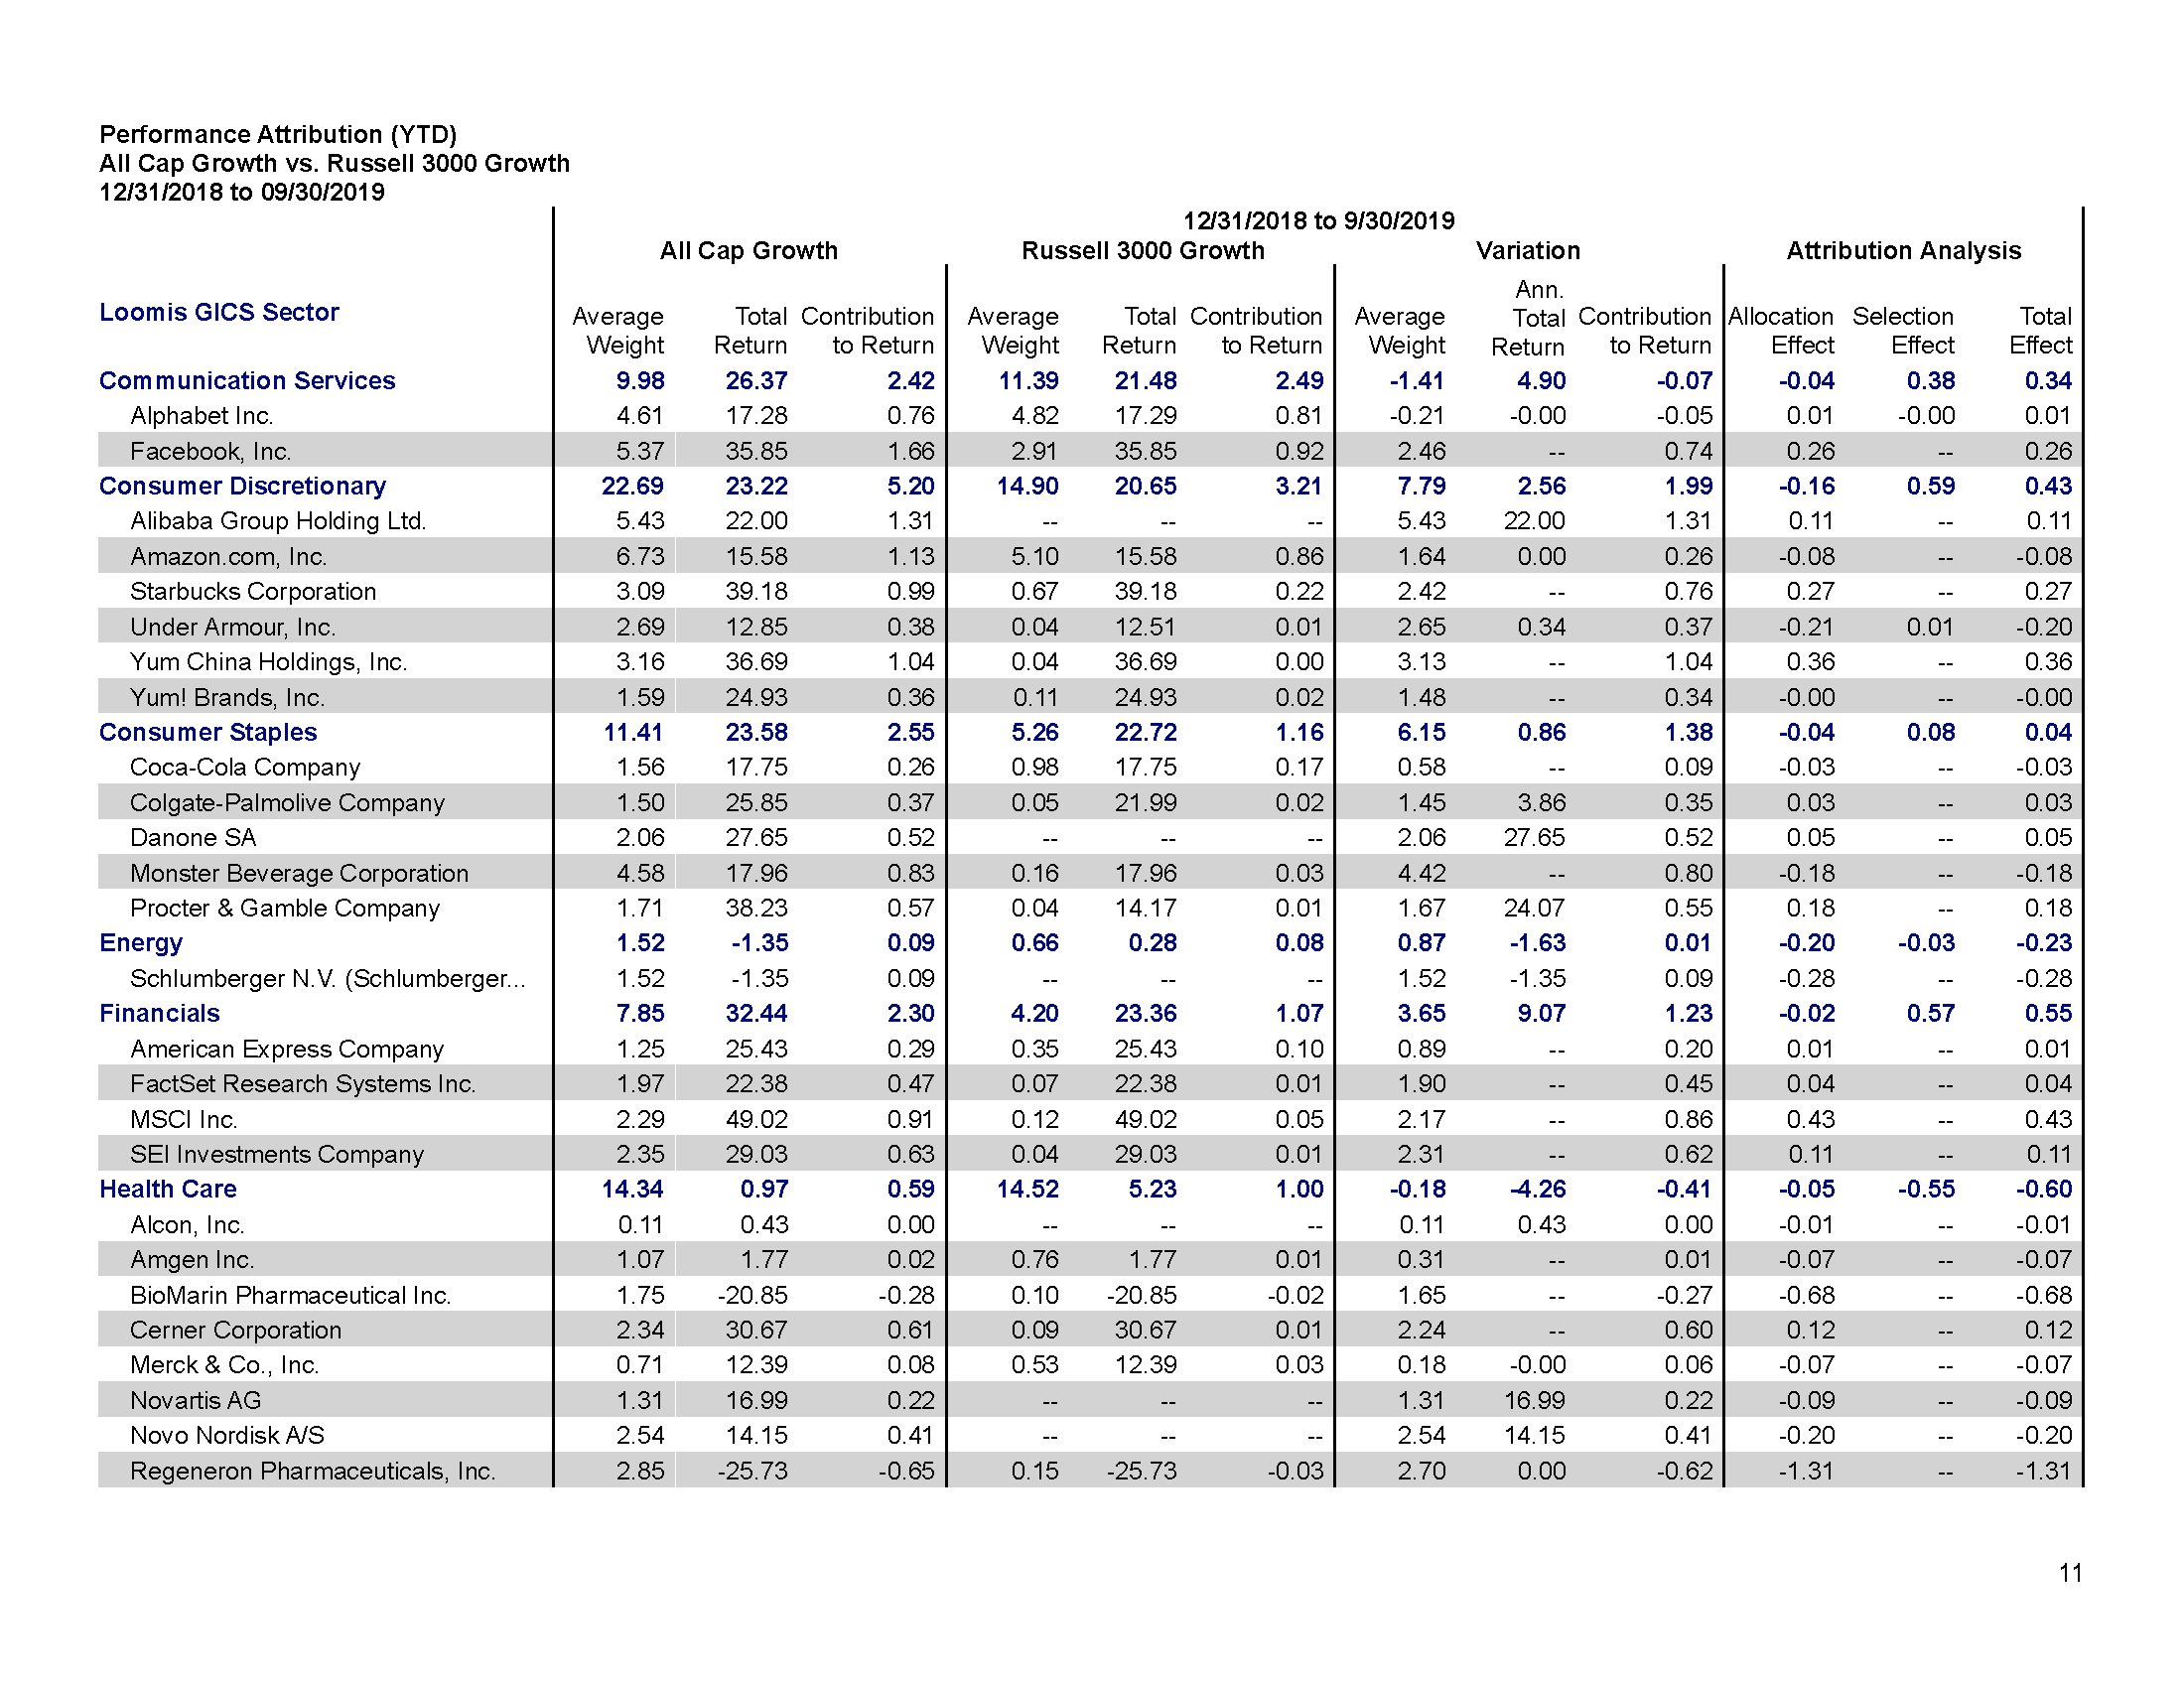 Performance Attribution (YTD)
All Cap Growth vs. Russell 3000 Growth
12/31/2018 to 09/30/2019
12/31/2018 to 9/30/2019
All Cap Growth Russell 3000 Growth Variation Attribution Analysis
Loomis GICS Sector Average Weight Total Return Contribution to Return Average Weight Total Return Contribution to Return Average Weight Ann. Total Return Contribution to Return Allocation Effect Selection Effect Total Effect
Communication Services 9.98 26.37 2.42 11.39 21.48 2.49 -1.41 4.90 -0.07 -0.04 0.38 0.34
Alphabet Inc. 4.61 17.28 0.76 4.82 17.29 0.81 -0.21 -0.00 -0.05 0.01 -0.00 0.01
Facebook, Inc. 5.37 35.85 1.66 2.91 35.85 0.92 2.46 -- 0.74 0.26 -- 0.26
Consumer Discretionary 22.69 23.22 5.20 14.90 20.65 3.21 7.79 2.56 1.99 -0.16 0.59 0.43
Alibaba Group Holding Ltd. 5.43 22.00 1.31 -- -- -- 5.43 22.00 1.31 0.11 -- 0.11
Amazon.com, Inc. 6.73 15.58 1.13 5.10 15.58 0.86 1.64 0.00 0.26 -0.08 -- -0.08
Starbucks Corporation 3.09 39.18 0.99 0.67 39.18 0.22 2.42 -- 0.76 0.27 -- 0.27
Under Armour, Inc. 2.69 12.85 0.38 0.04 12.51 0.01 2.65 0.34 0.37 -0.21 0.01 -0.20
Yum China Holdings, Inc. 3.16 36.69 1.04 0.04 36.69 0.00 3.13 -- 1.04 0.36 -- 0.36
Yum! Brands, Inc. 1.59 24.93 0.36 0.11 24.93 0.02 1.48 -- 0.34 -0.00 -- -0.00
Consumer Staples 11.41 23.58 2.55 5.26 22.72 1.16 6.15 0.86 1.38 -0.04 0.08 0.04
Coca-Cola Company 1.56 17.75 0.26 0.98 17.75 0.17 0.58 -- 0.09 -0.03 -- -0.03
Colgate-Palmolive Company 1.50 25.85 0.37 0.05 21.99 0.02 1.45 3.86 0.35 0.03 -- 0.03
Danone SA 2.06 27.65 0.52 -- -- -- 2.06 27.65 0.52 0.05 -- 0.05
Monster Beverage Corporation 4.58 17.96 0.83 0.16 17.96 0.03 4.42 -- 0.80 -0.18 -- -0.18
Procter & Gamble Company 1.71 38.23 0.57 0.04 14.17 0.01 1.67 24.07 0.55 0.18 -- 0.18
Energy 1.52 -1.35 0.09 0.66 0.28 0.08 0.87 -1.63 0.01 -0.20 -0.03 -0.23
Schlumberger N.V. (Schlumberger... 1.52 -1.35 0.09 -- -- -- 1.52 -1.35 0.09 -0.28 -- -0.28
Financials 7.85 32.44 2.30 4.20 23.36 1.07 3.65 9.07 1.23 -0.02 0.57 0.55
American Express Company 1.25 25.43 0.29 0.35 25.43 0.10 0.89 -- 0.20 0.01 -- 0.01
FactSet Research Systems Inc. 1.97 22.38 0.47 0.07 22.38 0.01 1.90 -- 0.45 0.04 -- 0.04
MSCI Inc. 2.29 49.02 0.91 0.12 49.02 0.05 2.17 -- 0.86 0.43 -- 0.43
SEI Investments Company 2.35 29.03 0.63 0.04 29.03 0.01 2.31 -- 0.62 0.11 -- 0.11
Health Care 14.34 0.97 0.59 14.52 5.23 1.00 -0.18 -4.26 -0.41 -0.05 -0.55 -0.60
Alcon, Inc. 0.11 0.43 0.00 -- -- -- 0.11 0.43 0.00 -0.01 -- -0.01
Amgen Inc. 1.07 1.77 0.02 0.76 1.77 0.01 0.31 -- 0.01 -0.07 -- -0.07
BioMarin Pharmaceutical Inc. 1.75 -20.85 -0.28 0.10 -20.85 -0.02 1.65 -- -0.27 -0.68 -- -0.68
Cerner Corporation 2.34 30.67 0.61 0.09 30.67 0.01 2.24 -- 0.60 0.12 -- 0.12
Merck & Co., Inc. 0.71 12.39 0.08 0.53 12.39 0.03 0.18 -0.00 0.06 -0.07 -- -0.07
Novartis AG 1.31 16.99 0.22 -- -- -- 1.31 16.99 0.22 -0.09 -- -0.09
Novo Nordisk A/S 2.54 14.15 0.41 -- -- -- 2.54 14.15 0.41 -0.20 -- -0.20
Regeneron Pharmaceuticals, Inc. 2.85 -25.73 -0.65 0.15 -25.73 -0.03 2.70 0.00 -0.62 -1.31 -- -1.31
11